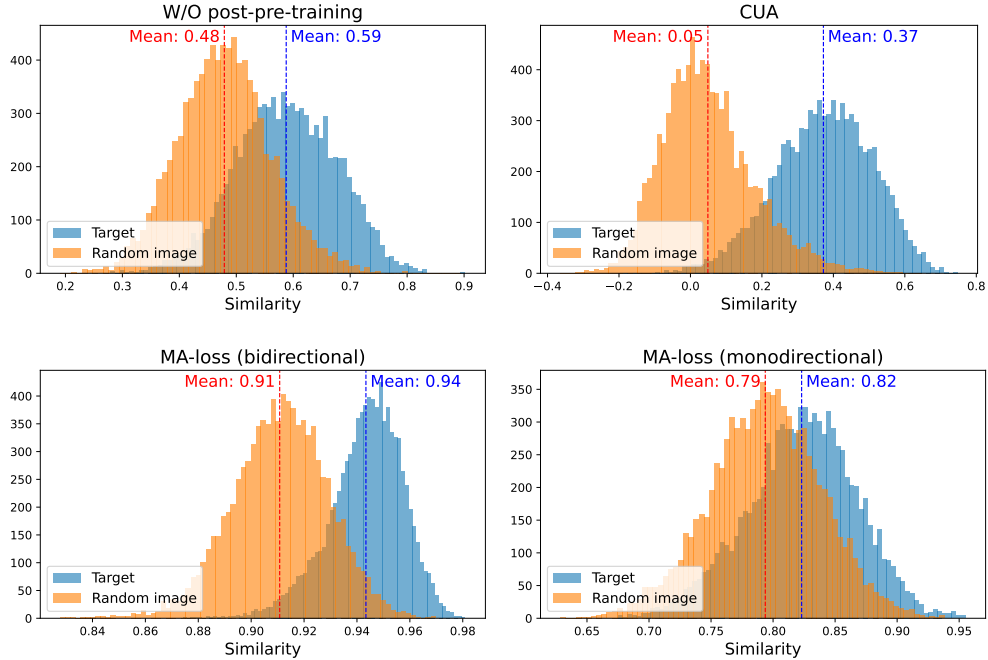 W/O post-pre-training
Mean: 0.48
Mean: 0.59
400
300
200
100
0
Target
Random image
0.2
0.3
0.4
0.5
0.6
0.7
0.8
0.9
Similarity
CUA
Mean: 0.05
Mean: 0.37
400
300
200
100
0
Target
Random image
−0.4
−0.2
0.0
0.2
0.4
0.6
0.8
Similarity
MA-loss (bidirectional)
Mean: 0.91
Mean: 0.94
400
350
300
250
200
150
100
50
0
Target
Random image
0.84
0.86
0.88
0.90
0.92
0.94
0.96
0.98
Similarity
MA-loss (monodirectional)
Mean: 0.79
Mean: 0.82
350
300
250
200
150
100
50
0
Target
Random image
0.65
0.70
0.75
0.80
0.85
0.90
0.95
Similarity